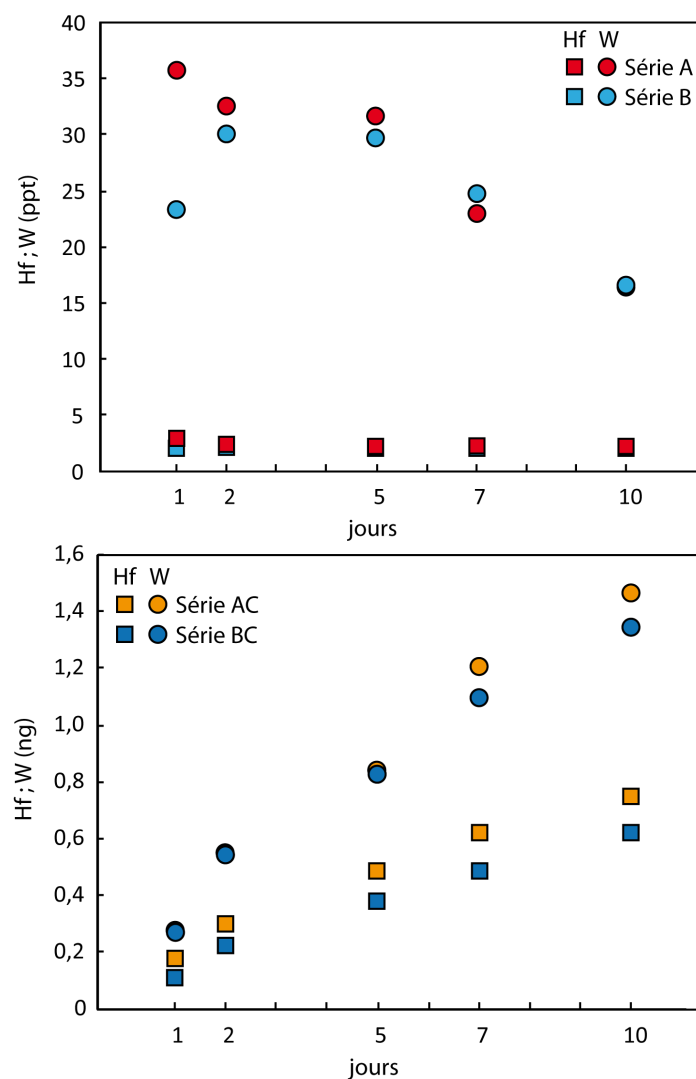 40
35
30
25
20
15
10
5
0
Hf ; W (ppt)
Hf W
Série A
Série B
1 2 5 7 10
jours
1,6
1,4
1,2
1,0
0,8
0,6
0,4
0,2
0
Hf ; W (ng)
Hf W
Série AC
Série BC
1 2 5 7 10
jours